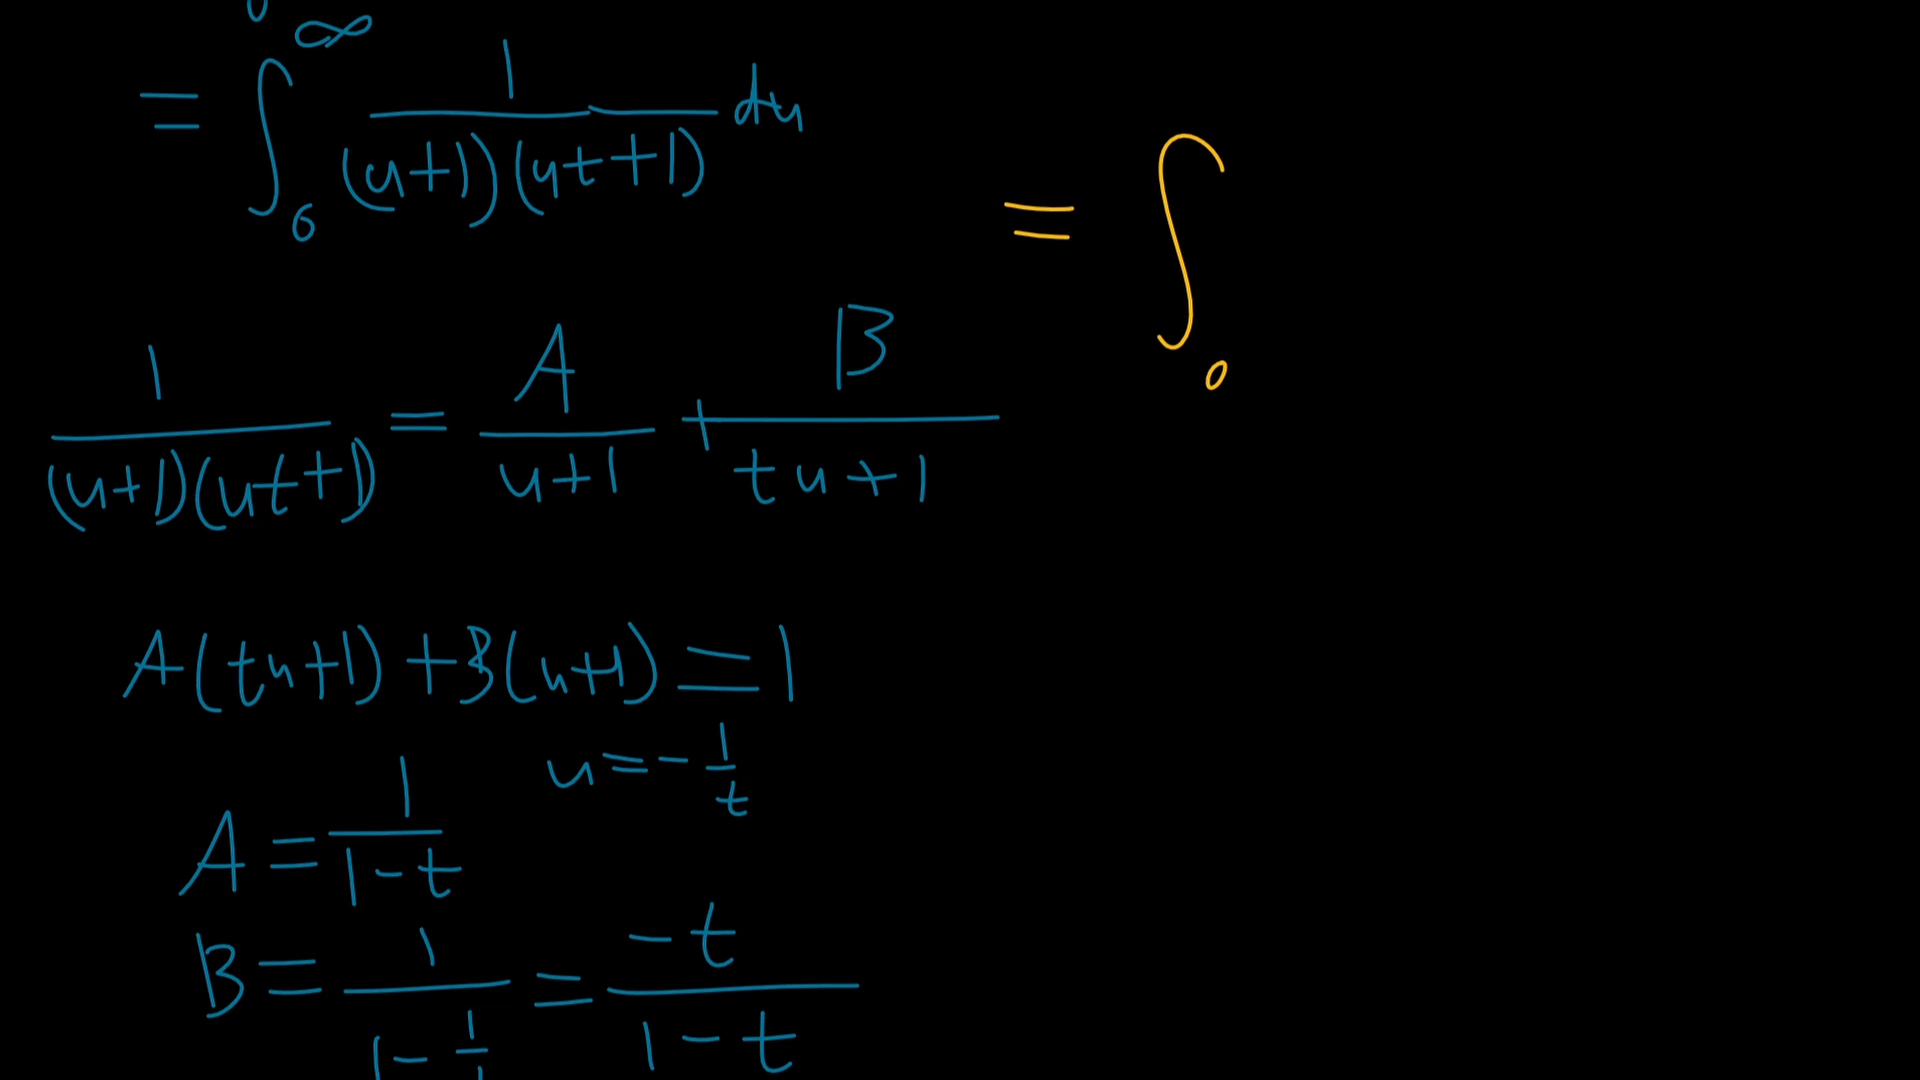 = ∫_0^∞ 1/((u+1)(ut+1)) du
1/((u+1)(ut+1)) = A/(u+1) + B/(tu+1)
A(tu+1)+B(u+1)=1
u=-1/t
A=1/(1-t)
B=1/(1-1/t)=-t/(1-t)
= ∫_0